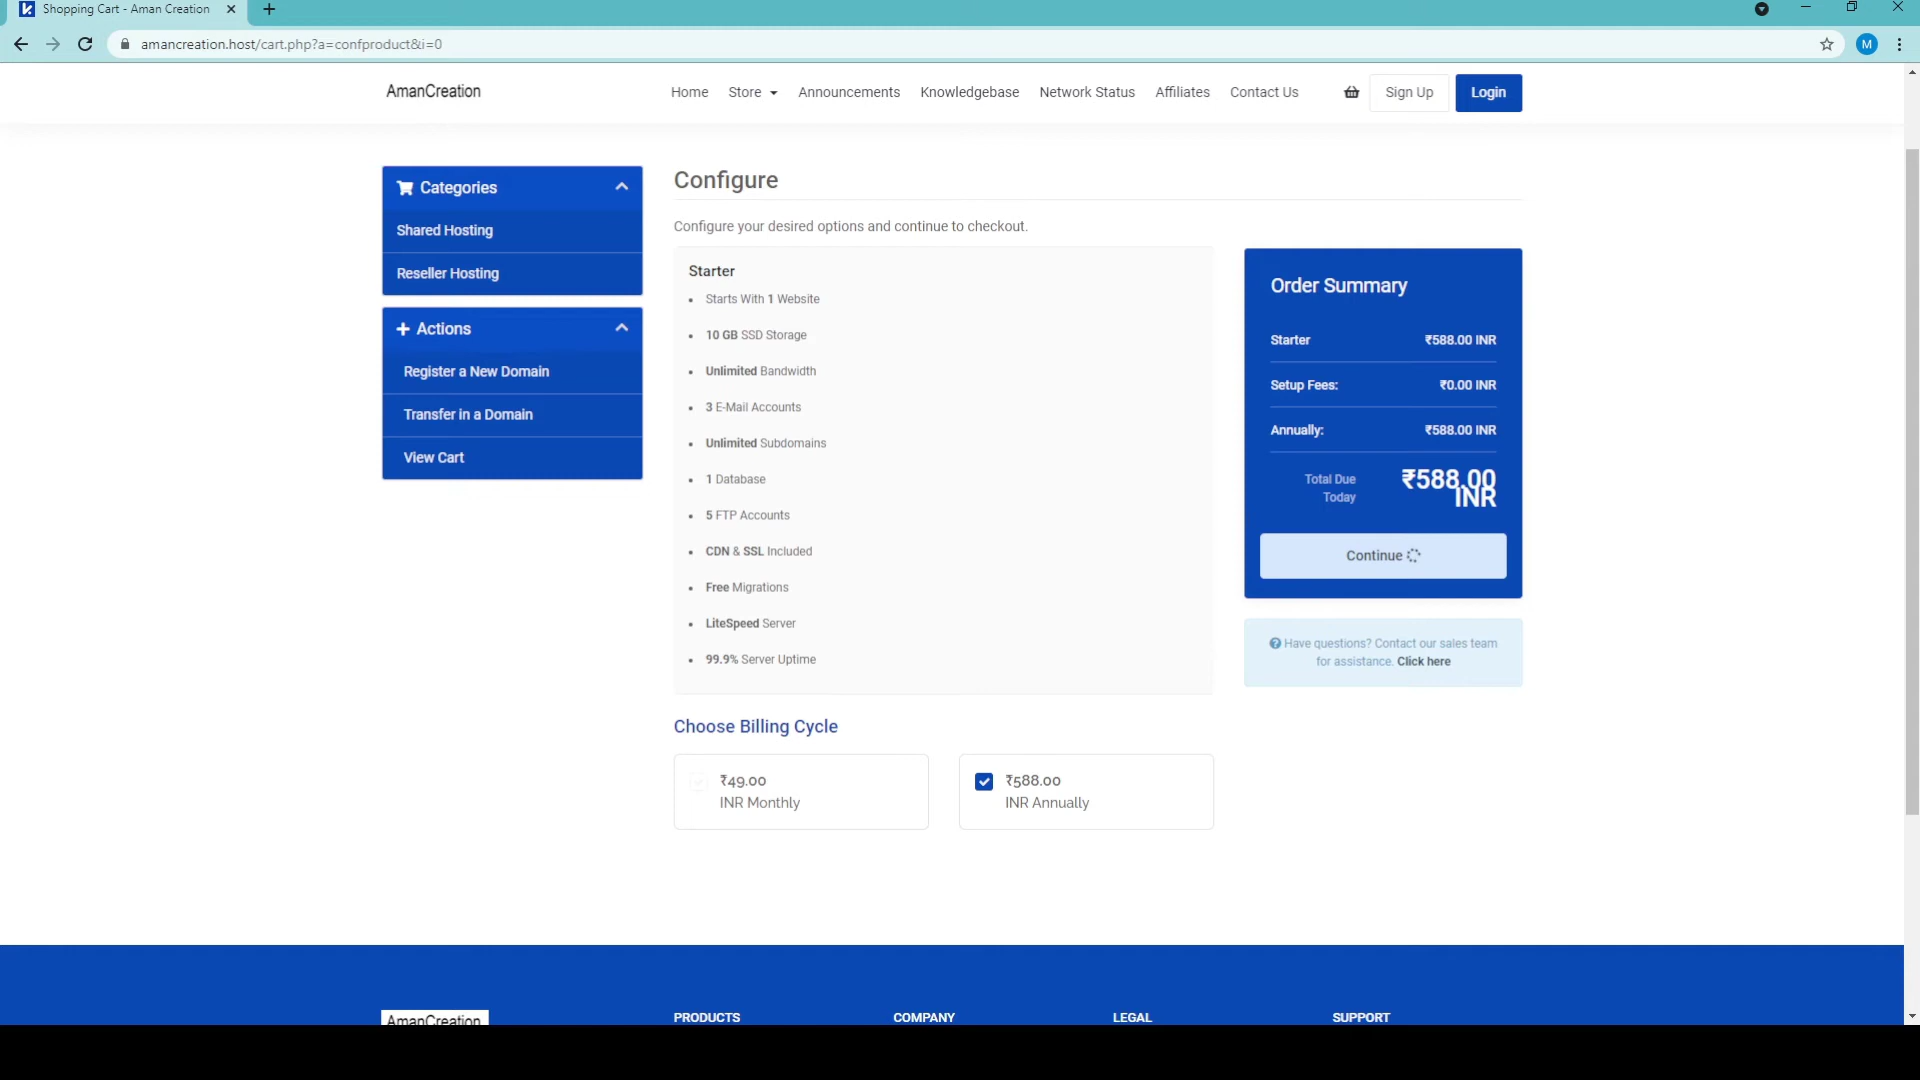 Shopping Cart - Aman Creation
amancreation.host/cart.php?a=confproduct&i=0
M
AmanCreation
Home
Store
Announcements
Knowledgebase
Network Status
Affiliates
Contact Us
Sign Up
Login
Categories
Shared Hosting
Reseller Hosting
Actions
Register a New Domain
Transfer in a Domain
View Cart
Configure
Configure your desired options and continue to checkout.
Starter
Starts With 1 Website
10 GB SSD Storage
Unlimited Bandwidth
3 E-Mail Accounts
Unlimited Subdomains
1 Database
5 FTP Accounts
CDN & SSL Included
Free Migrations
LiteSpeed Server
99.9% Server Uptime
Choose Billing Cycle
₹49.00
INR Monthly
₹588.00
INR Annually
Order Summary
Starter ₹588.00 INR
Setup Fees: ₹0.00 INR
Annually: ₹588.00 INR
Total Due
Today
₹588.00
INR
Continue
Have questions? Contact our sales team
for assistance. Click here
AmanCreation
PRODUCTS
COMPANY
LEGAL
SUPPORT